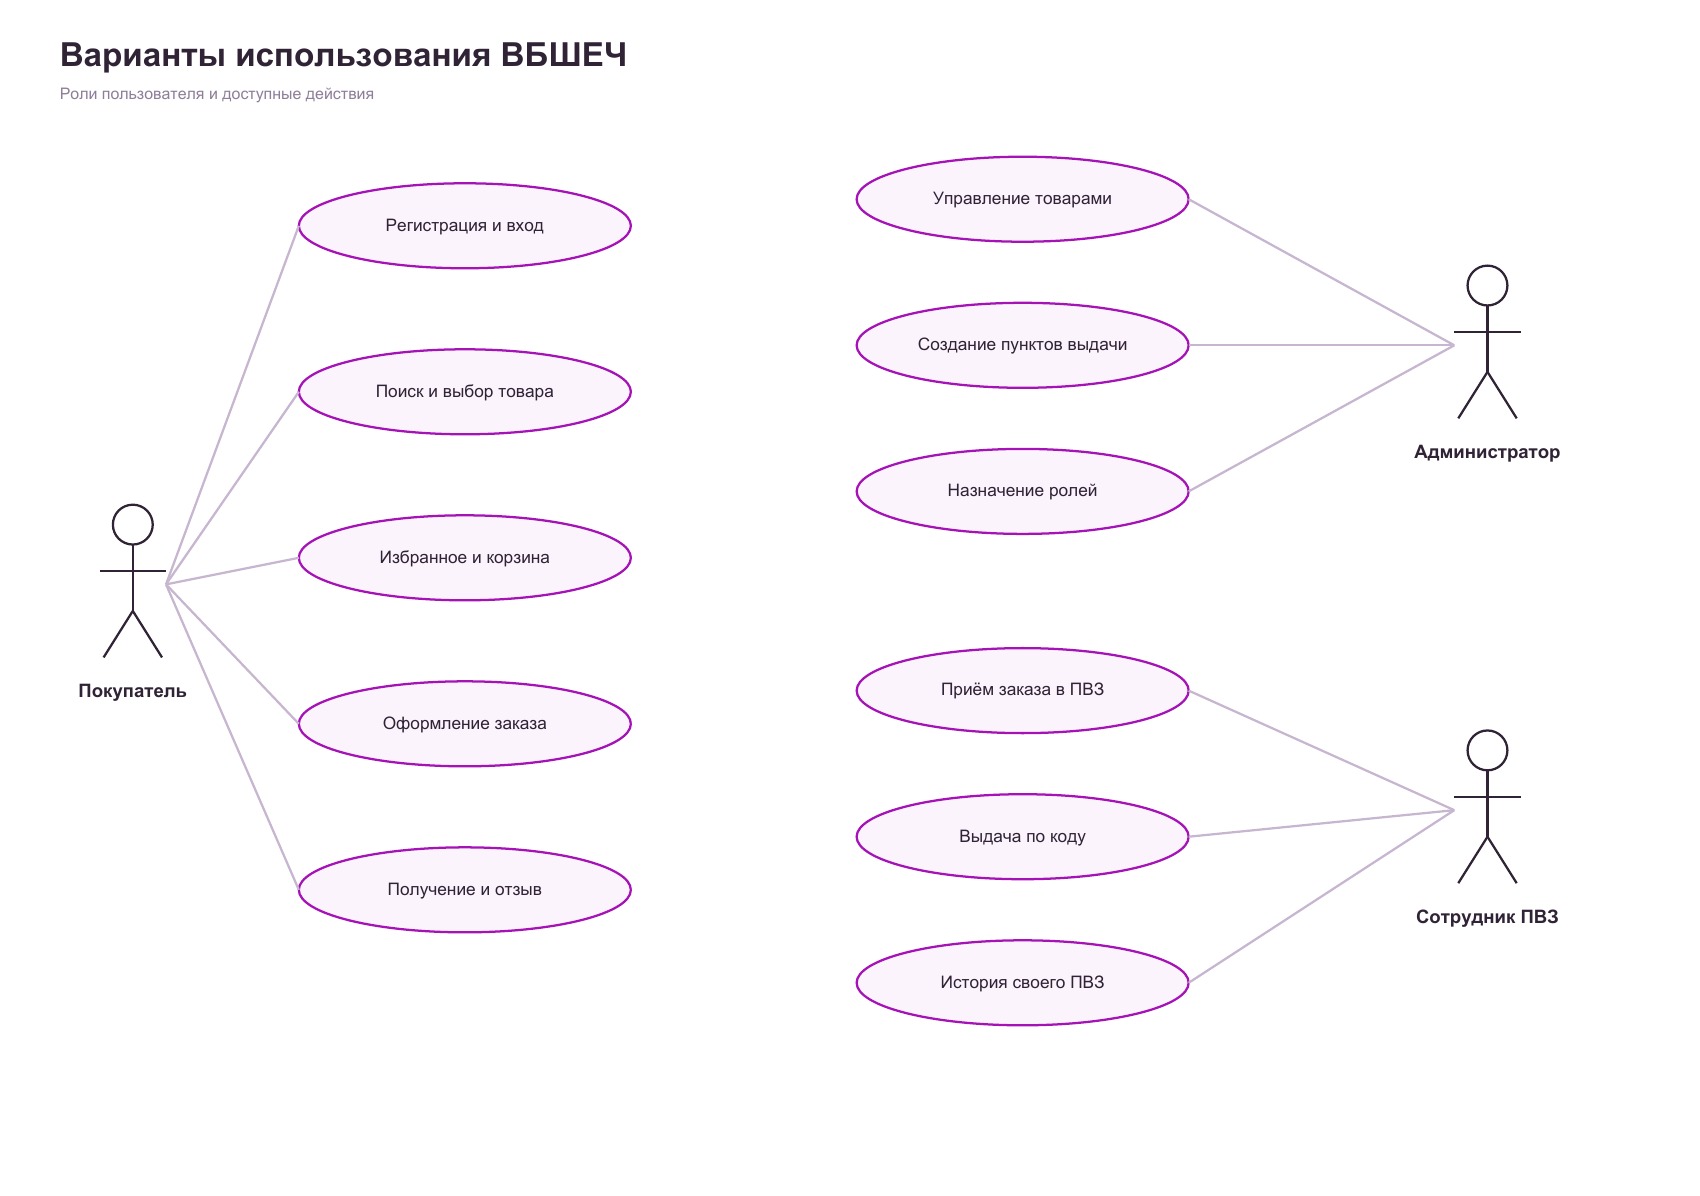 Варианты использования ВБШЕЧ
Роли пользователя и доступные действия
Регистрация и вход
Поиск и выбор товара
Избранное и корзина
Оформление заказа
Получение и отзыв
Покупатель
Управление товарами
Создание пунктов выдачи
Назначение ролей
Администратор
Приём заказа в ПВЗ
Выдача по коду
История своего ПВЗ
Сотрудник ПВЗ